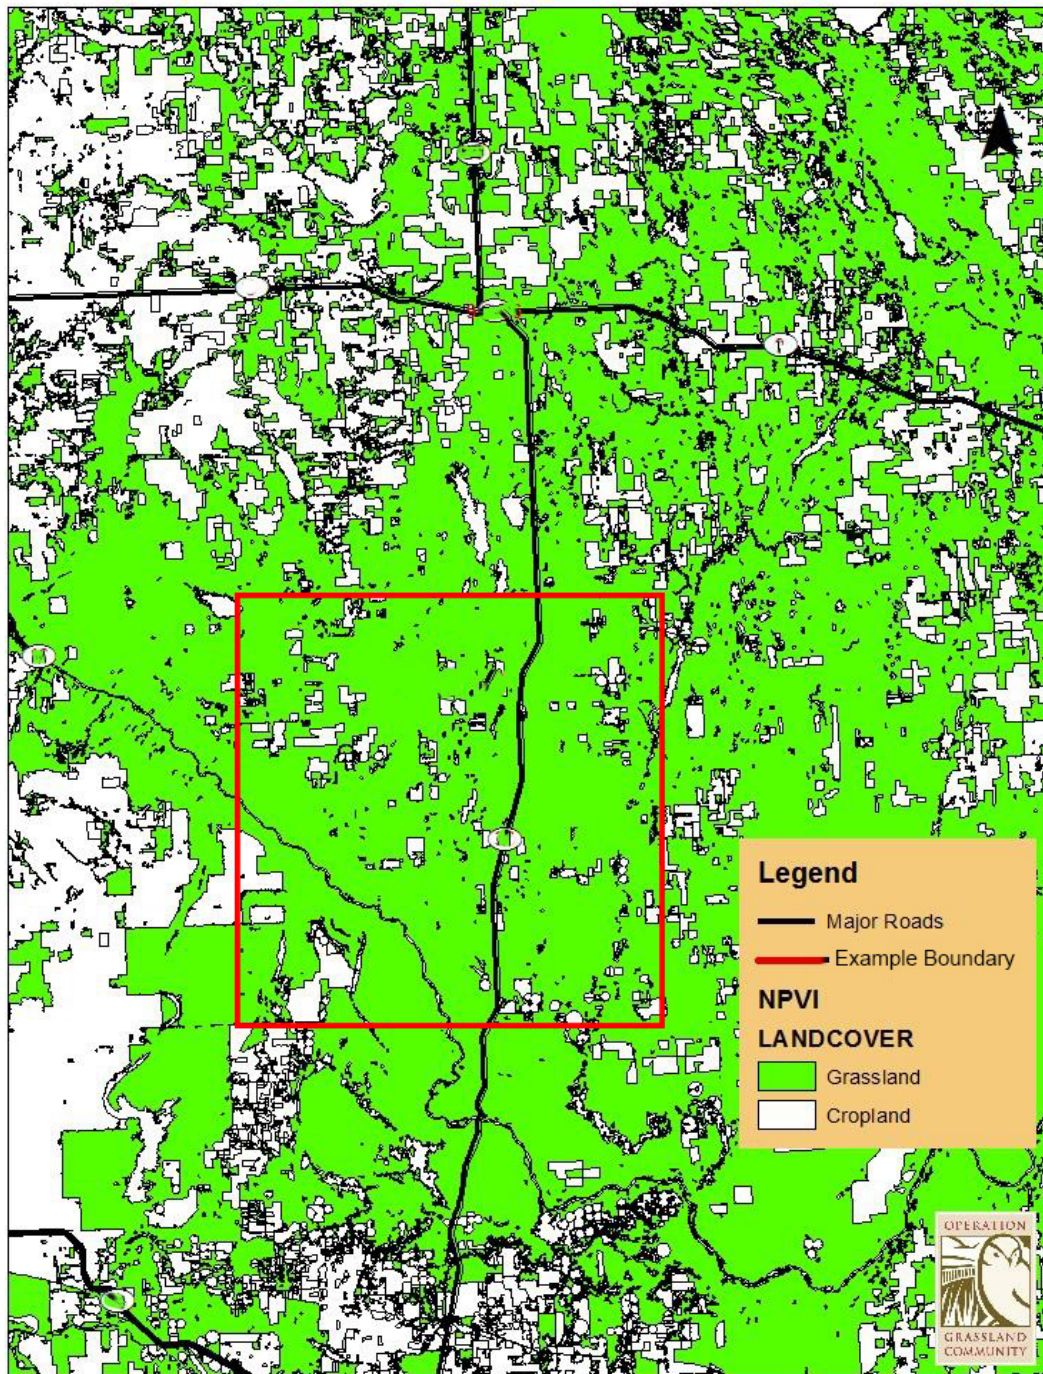 Legend
Major Roads
Example Boundary
NPVI
LANDCOVER
Grassland
Cropland
OPERATION
GRASSLAND
COMMUNITY